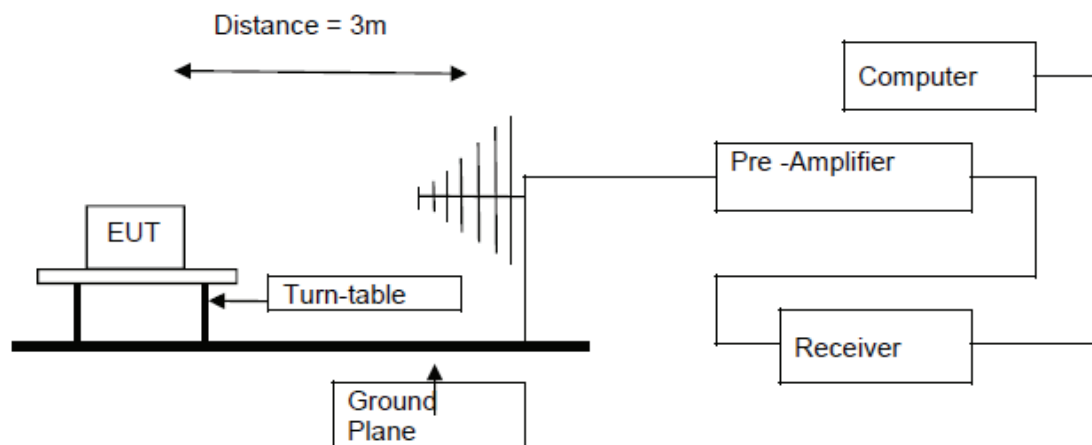 Distance = 3m
Computer
Pre -Amplifier
EUT
Turn-table
Receiver
Ground
Plane